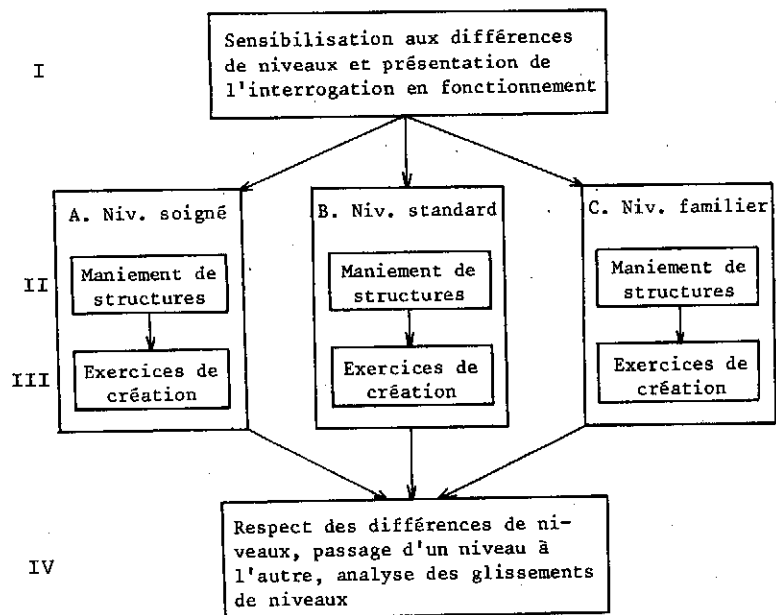 I
Sensibilisation aux différences
de niveaux et présentation de
l'interrogation en fonctionnement
A. Niv. soigné
B. Niv. standard
C. Niv. familier
II
Maniement de
structures
Maniement de
structures
Maniement de
structures
III
Exercices de
création
Exercices de
création
Exercices de
création
IV
Respect des différences de ni-
veaux, passage d'un niveau à
l'autre, analyse des glissements
de niveaux